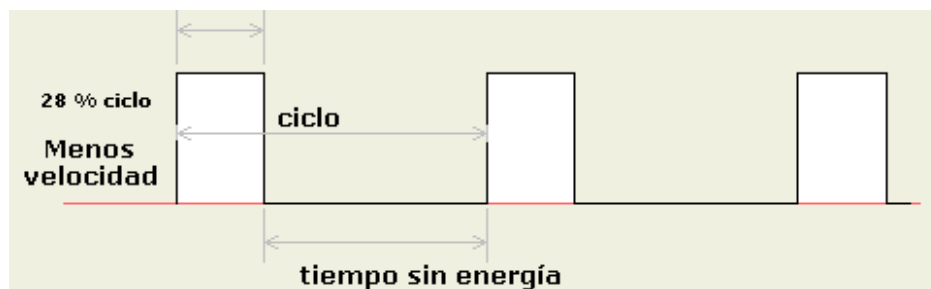 28 % ciclo
ciclo
Menos
velocidad
tiempo sin energía